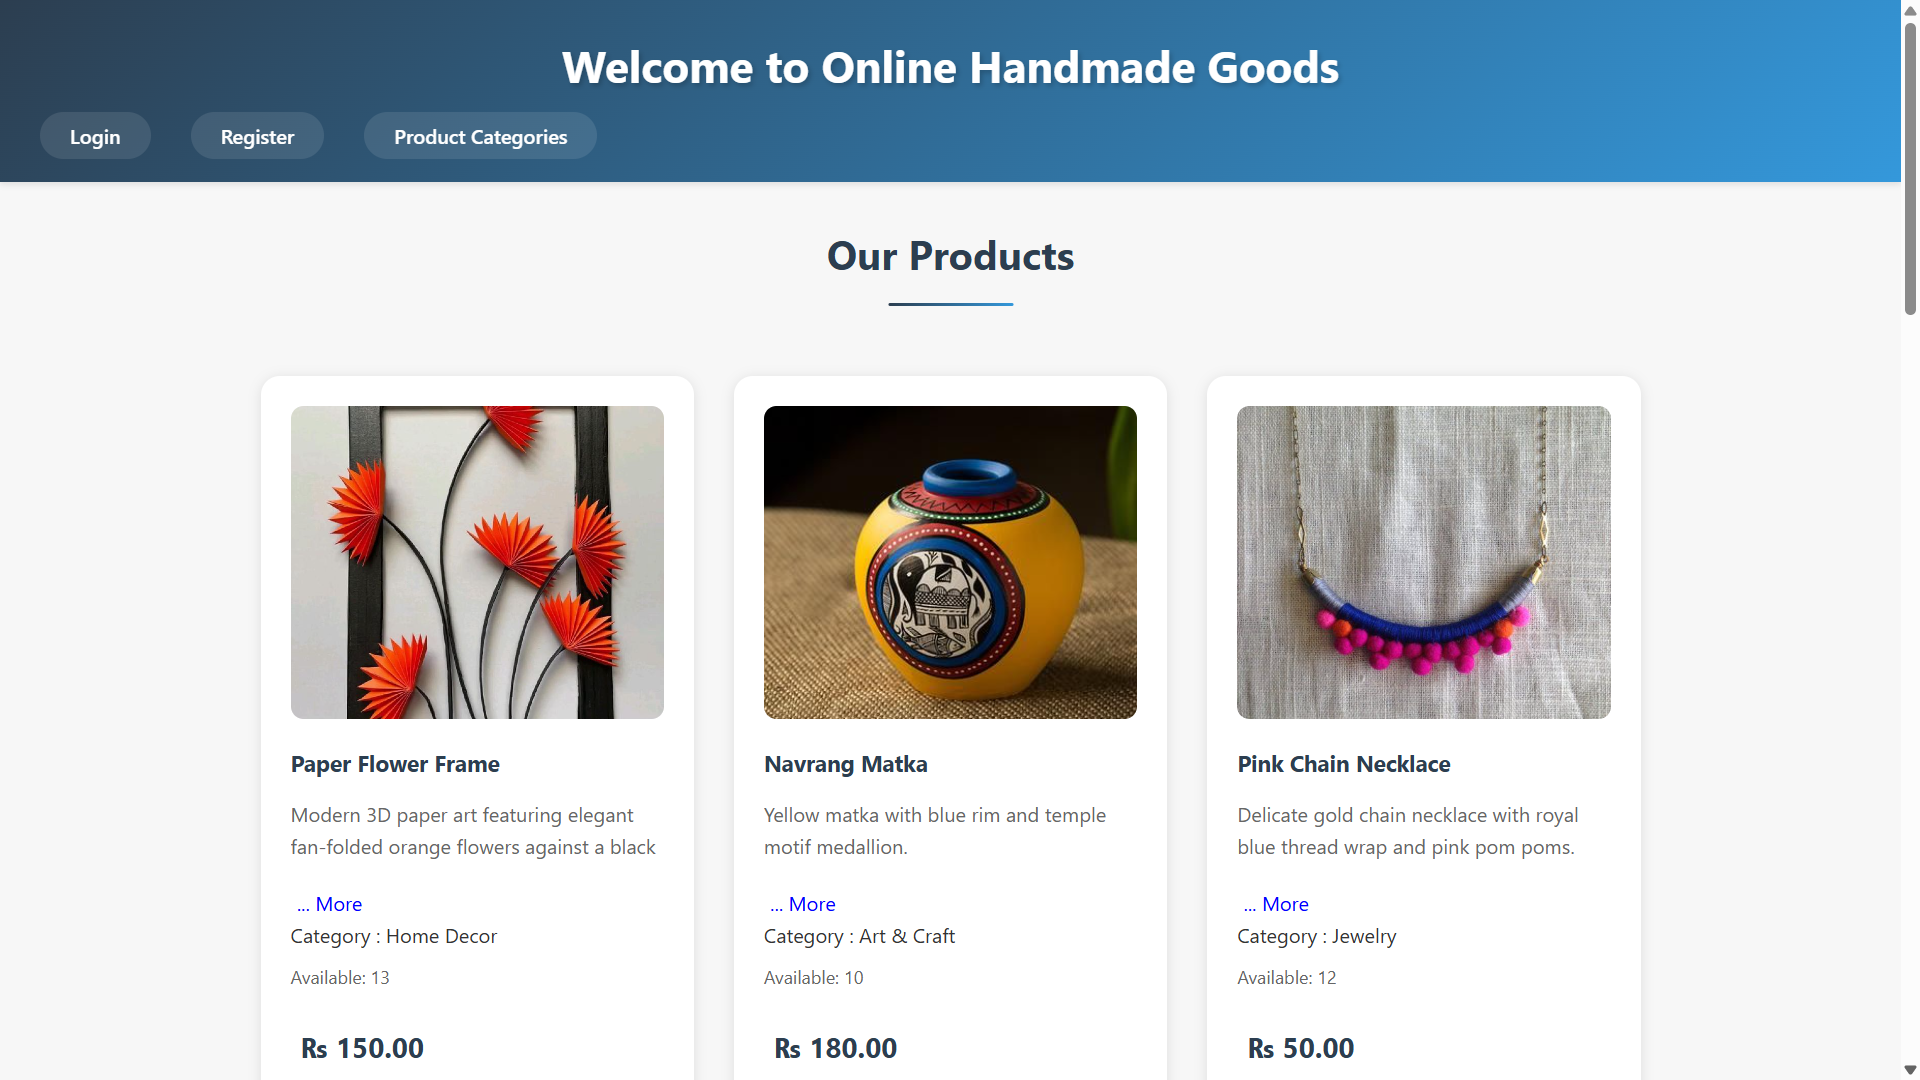 Welcome to Online Handmade Goods
Login
Register
Product Categories
Our Products
Paper Flower Frame
Modern 3D paper art featuring elegant
fan-folded orange flowers against a black
... More
Category : Home Decor
Available: 13
₨ 150.00
Navrang Matka
Yellow matka with blue rim and temple
motif medallion.
... More
Category : Art & Craft
Available: 10
₨ 180.00
Pink Chain Necklace
Delicate gold chain necklace with royal
blue thread wrap and pink pom poms.
... More
Category : Jewelry
Available: 12
₨ 50.00